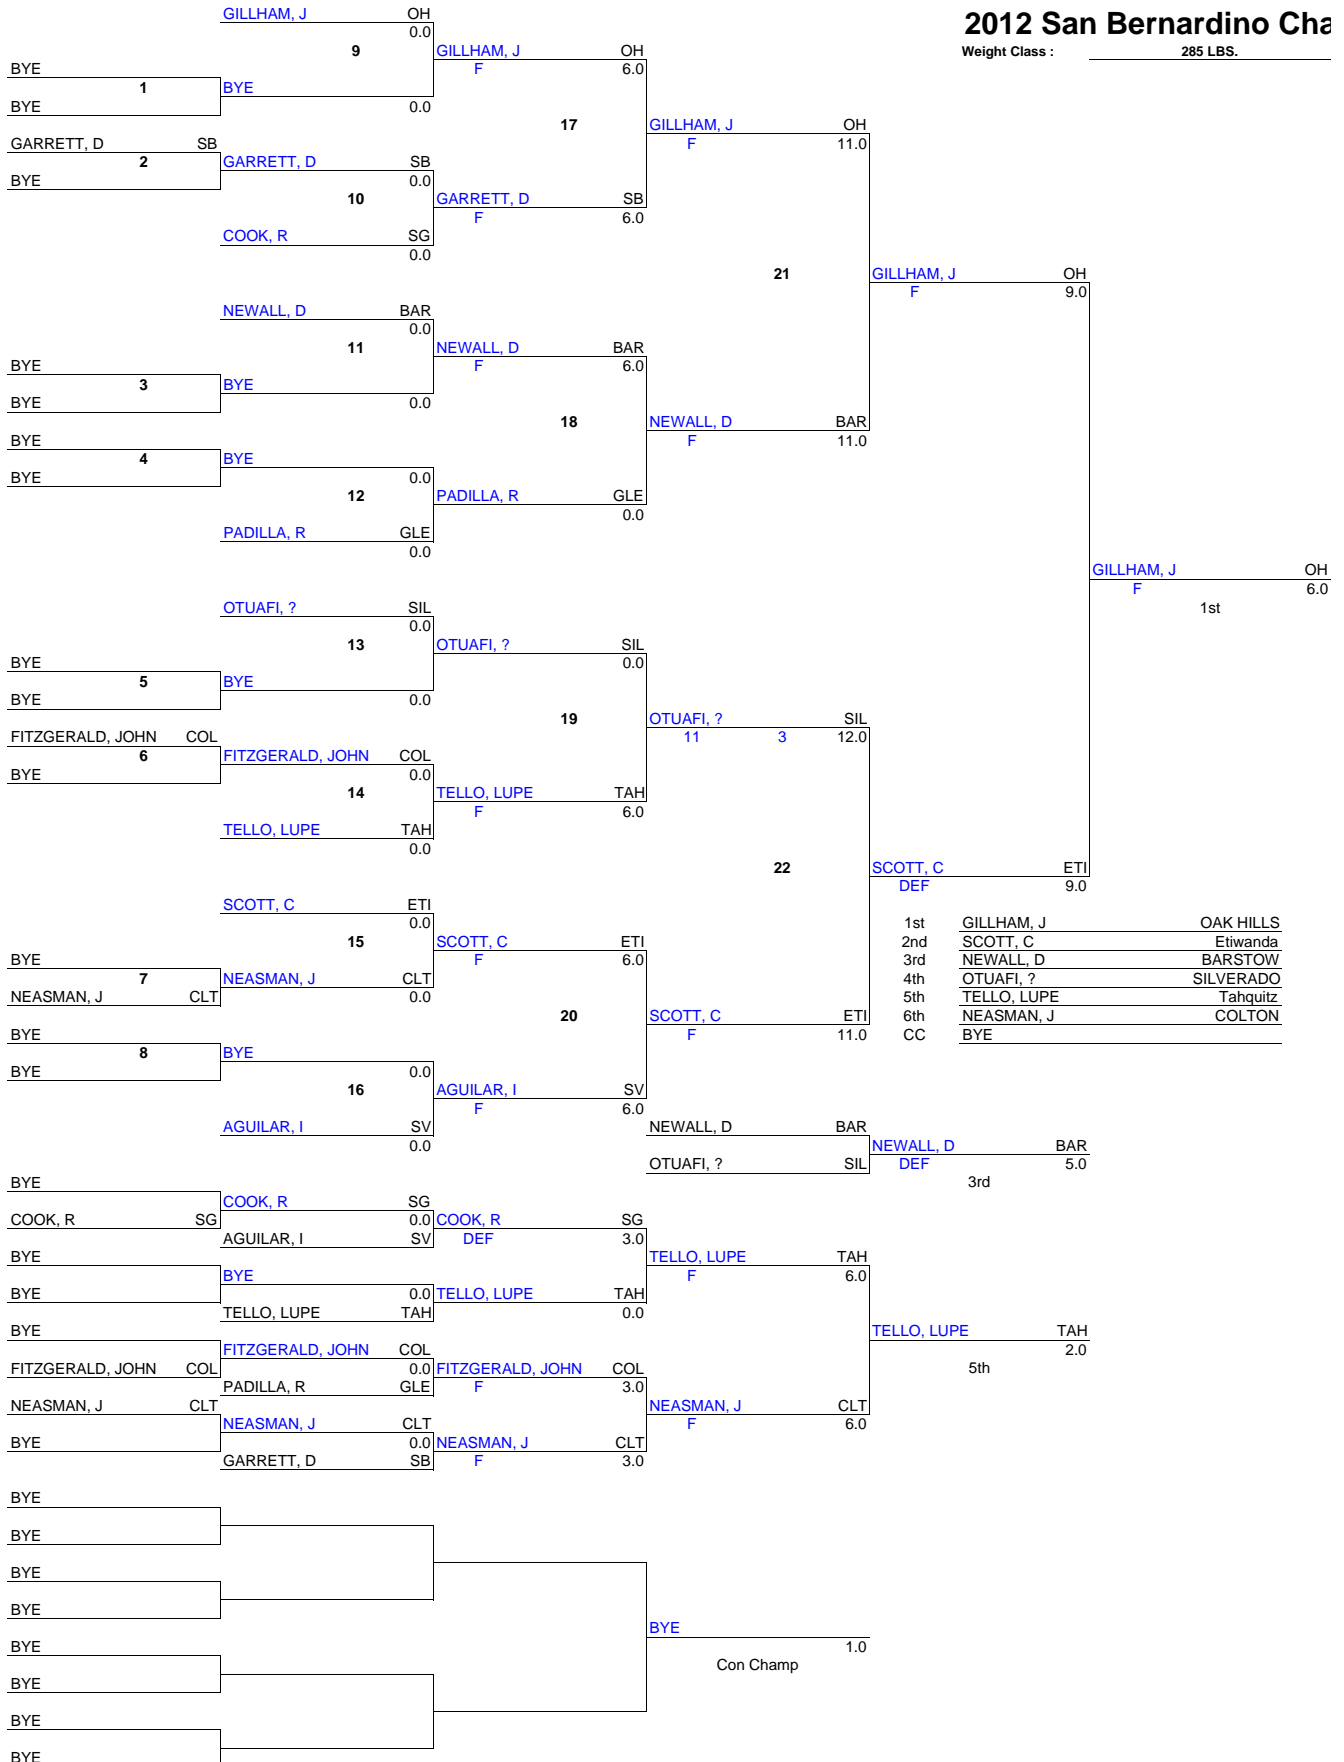 GILLHAM, J OH
2012 San Bernardino Cha
0.0
9 GILLHAM, J OH
Weight Class : 285 LBS.
BYE F 6.0
1 BYE
BYE 0.0
17 GILLHAM, J OH
GARRETT, D SB F 11.0
2 GARRETT, D SB
BYE 0.0
10 GARRETT, D SB
F 6.0
COOK, R SG
0.0
21 GILLHAM, J OH
F 9.0
NEWALL, D BAR
0.0
11 NEWALL, D BAR
BYE F 6.0
3 BYE
BYE 0.0
18 NEWALL, D BAR
BYE F 11.0
4 BYE
BYE 0.0
12 PADILLA, R GLE
0.0
PADILLA, R GLE
0.0
GILLHAM, J OH
F 6.0
1st
OTUAFI, ? SIL
0.0
13 OTUAFI, ? SIL
BYE 0.0
5 BYE
BYE 0.0
19 OTUAFI, ? SIL
FITZGERALD, JOHN COL 11 3 12.0
6 FITZGERALD, JOHN COL
BYE 0.0
14 TELLO, LUPE TAH
F 6.0
TELLO, LUPE TAH
0.0
22 SCOTT, C ETI
DEF 9.0
SCOTT, C ETI
0.0
1st GILLHAM, J OAK HILLS
15 SCOTT, C ETI
2nd SCOTT, C Etiwanda
BYE F 6.0
3rd NEWALL, D BARSTOW
7 NEASMAN, J CLT
4th OTUAFI, ? SILVERADO
NEASMAN, J CLT 0.0
5th TELLO, LUPE Tahquitz
20 SCOTT, C ETI
6th NEASMAN, J COLTON
BYE F 11.0
CC BYE
8 BYE
BYE 0.0
16 AGUILAR, I SV
F 6.0
AGUILAR, I SV
NEWALL, D BAR
0.0
NEWALL, D BAR
OTUAFI, ? SIL DEF 5.0
3rd
BYE
COOK, R SG
COOK, R SG 0.0 COOK, R SG
AGUILAR, I SV DEF 3.0
BYE TELLO, LUPE TAH
BYE F 6.0
BYE 0.0 TELLO, LUPE TAH
TELLO, LUPE TAH 0.0
BYE TELLO, LUPE TAH
FITZGERALD, JOHN COL 2.0
FITZGERALD, JOHN COL 0.0 FITZGERALD, JOHN COL 5th
PADILLA, R GLE F 3.0
NEASMAN, J CLT NEASMAN, J CLT
NEASMAN, J CLT F 6.0
BYE 0.0 NEASMAN, J CLT
GARRETT, D SB F 3.0
BYE
BYE
BYE
BYE
BYE
BYE 1.0
Con Champ
BYE
BYE
BYE